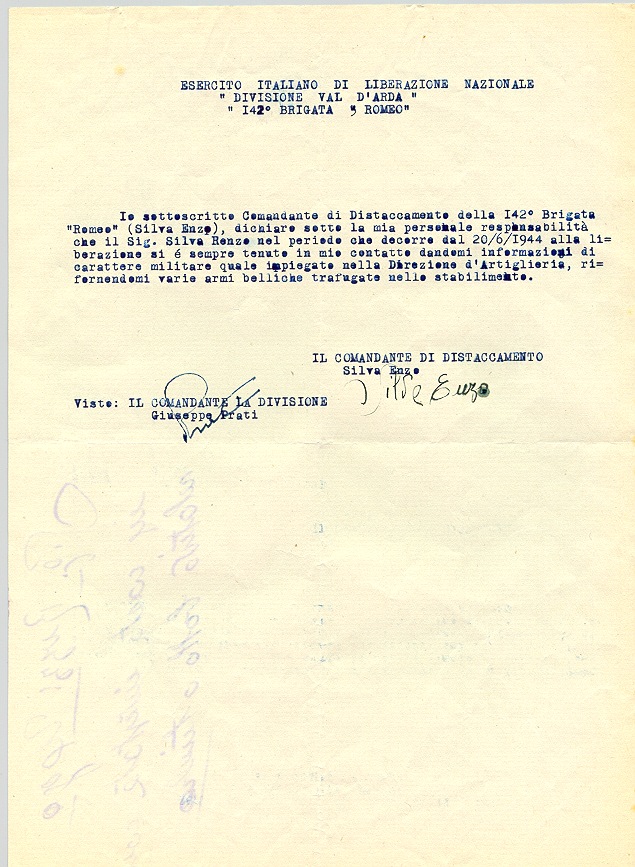 ESERCITO ITALIANO DI LIBERAZIONE NAZIONALE
" DIVISIONE VAL D'ARDA "
" I42° BRIGATA " ROMEO"
Io sottoscritto Comandante di Distaccamento della I42° Brigata
"Romeo" (Silva Enzo), dichiaro sotto la mia personale responsabilità
che il Sig. Silva Renzo nel periodo che decorre dal 20/6/I944 alla li=
berazione si é sempre tenuto in mio contatto dandomi informazioni di
carattere militare quale impiegato nella Direzione d'Artiglieria, ri=
fornendomi varie armi belliche trafugate nello stabilimento.
IL COMANDANTE DI DISTACCAMENTO
Silva Enzo
Silva Enzo
Visto: IL COMANDANTE LA DIVISIONE
Giuseppe Prati